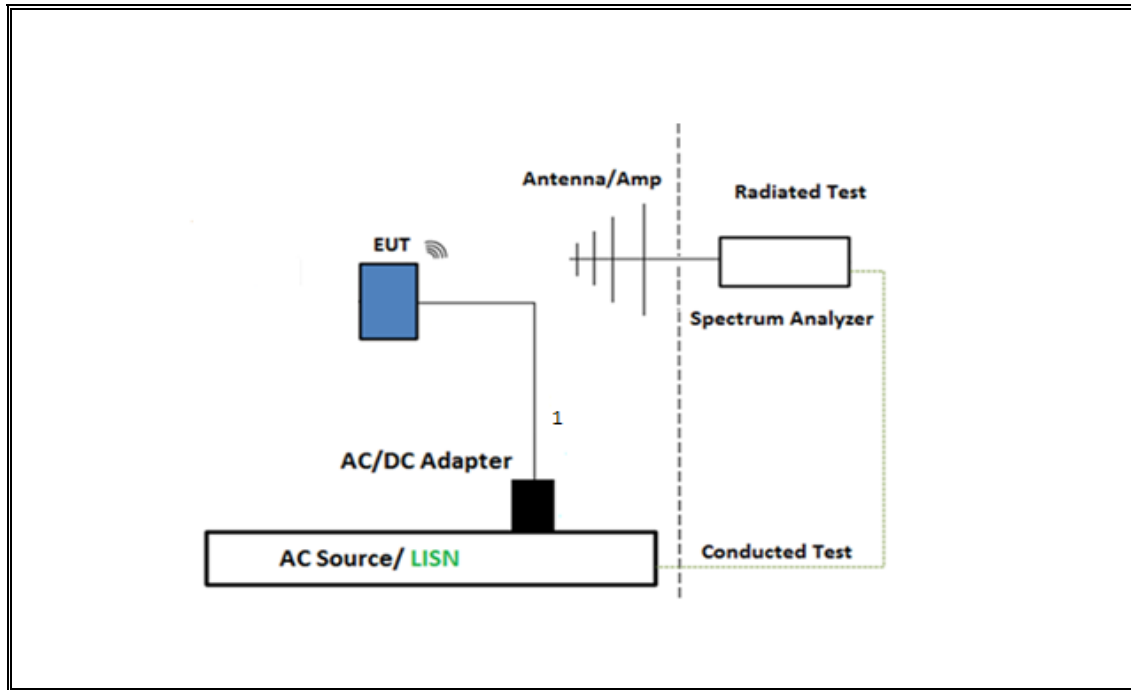 Antenna/Amp
Radiated Test
EUT
Spectrum Analyzer
1
AC/DC Adapter
AC Source/ LISN
Conducted Test